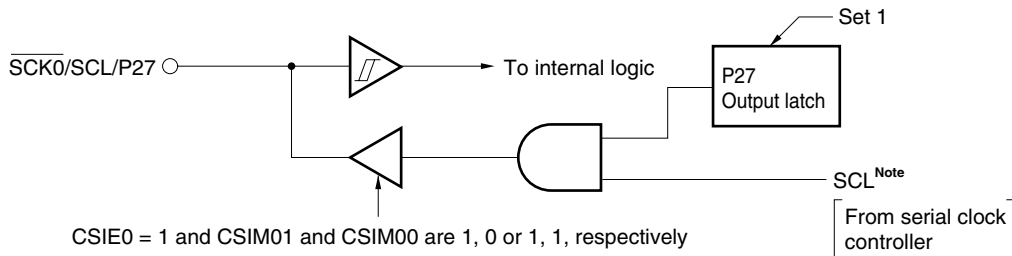 Set 1
S̅C̅K̅0̅/SCL/P27
To internal logic
P27
Output latch
SCL Note
From serial clock
controller
CSIE0 = 1 and CSIM01 and CSIM00 are 1, 0 or 1, 1, respectively